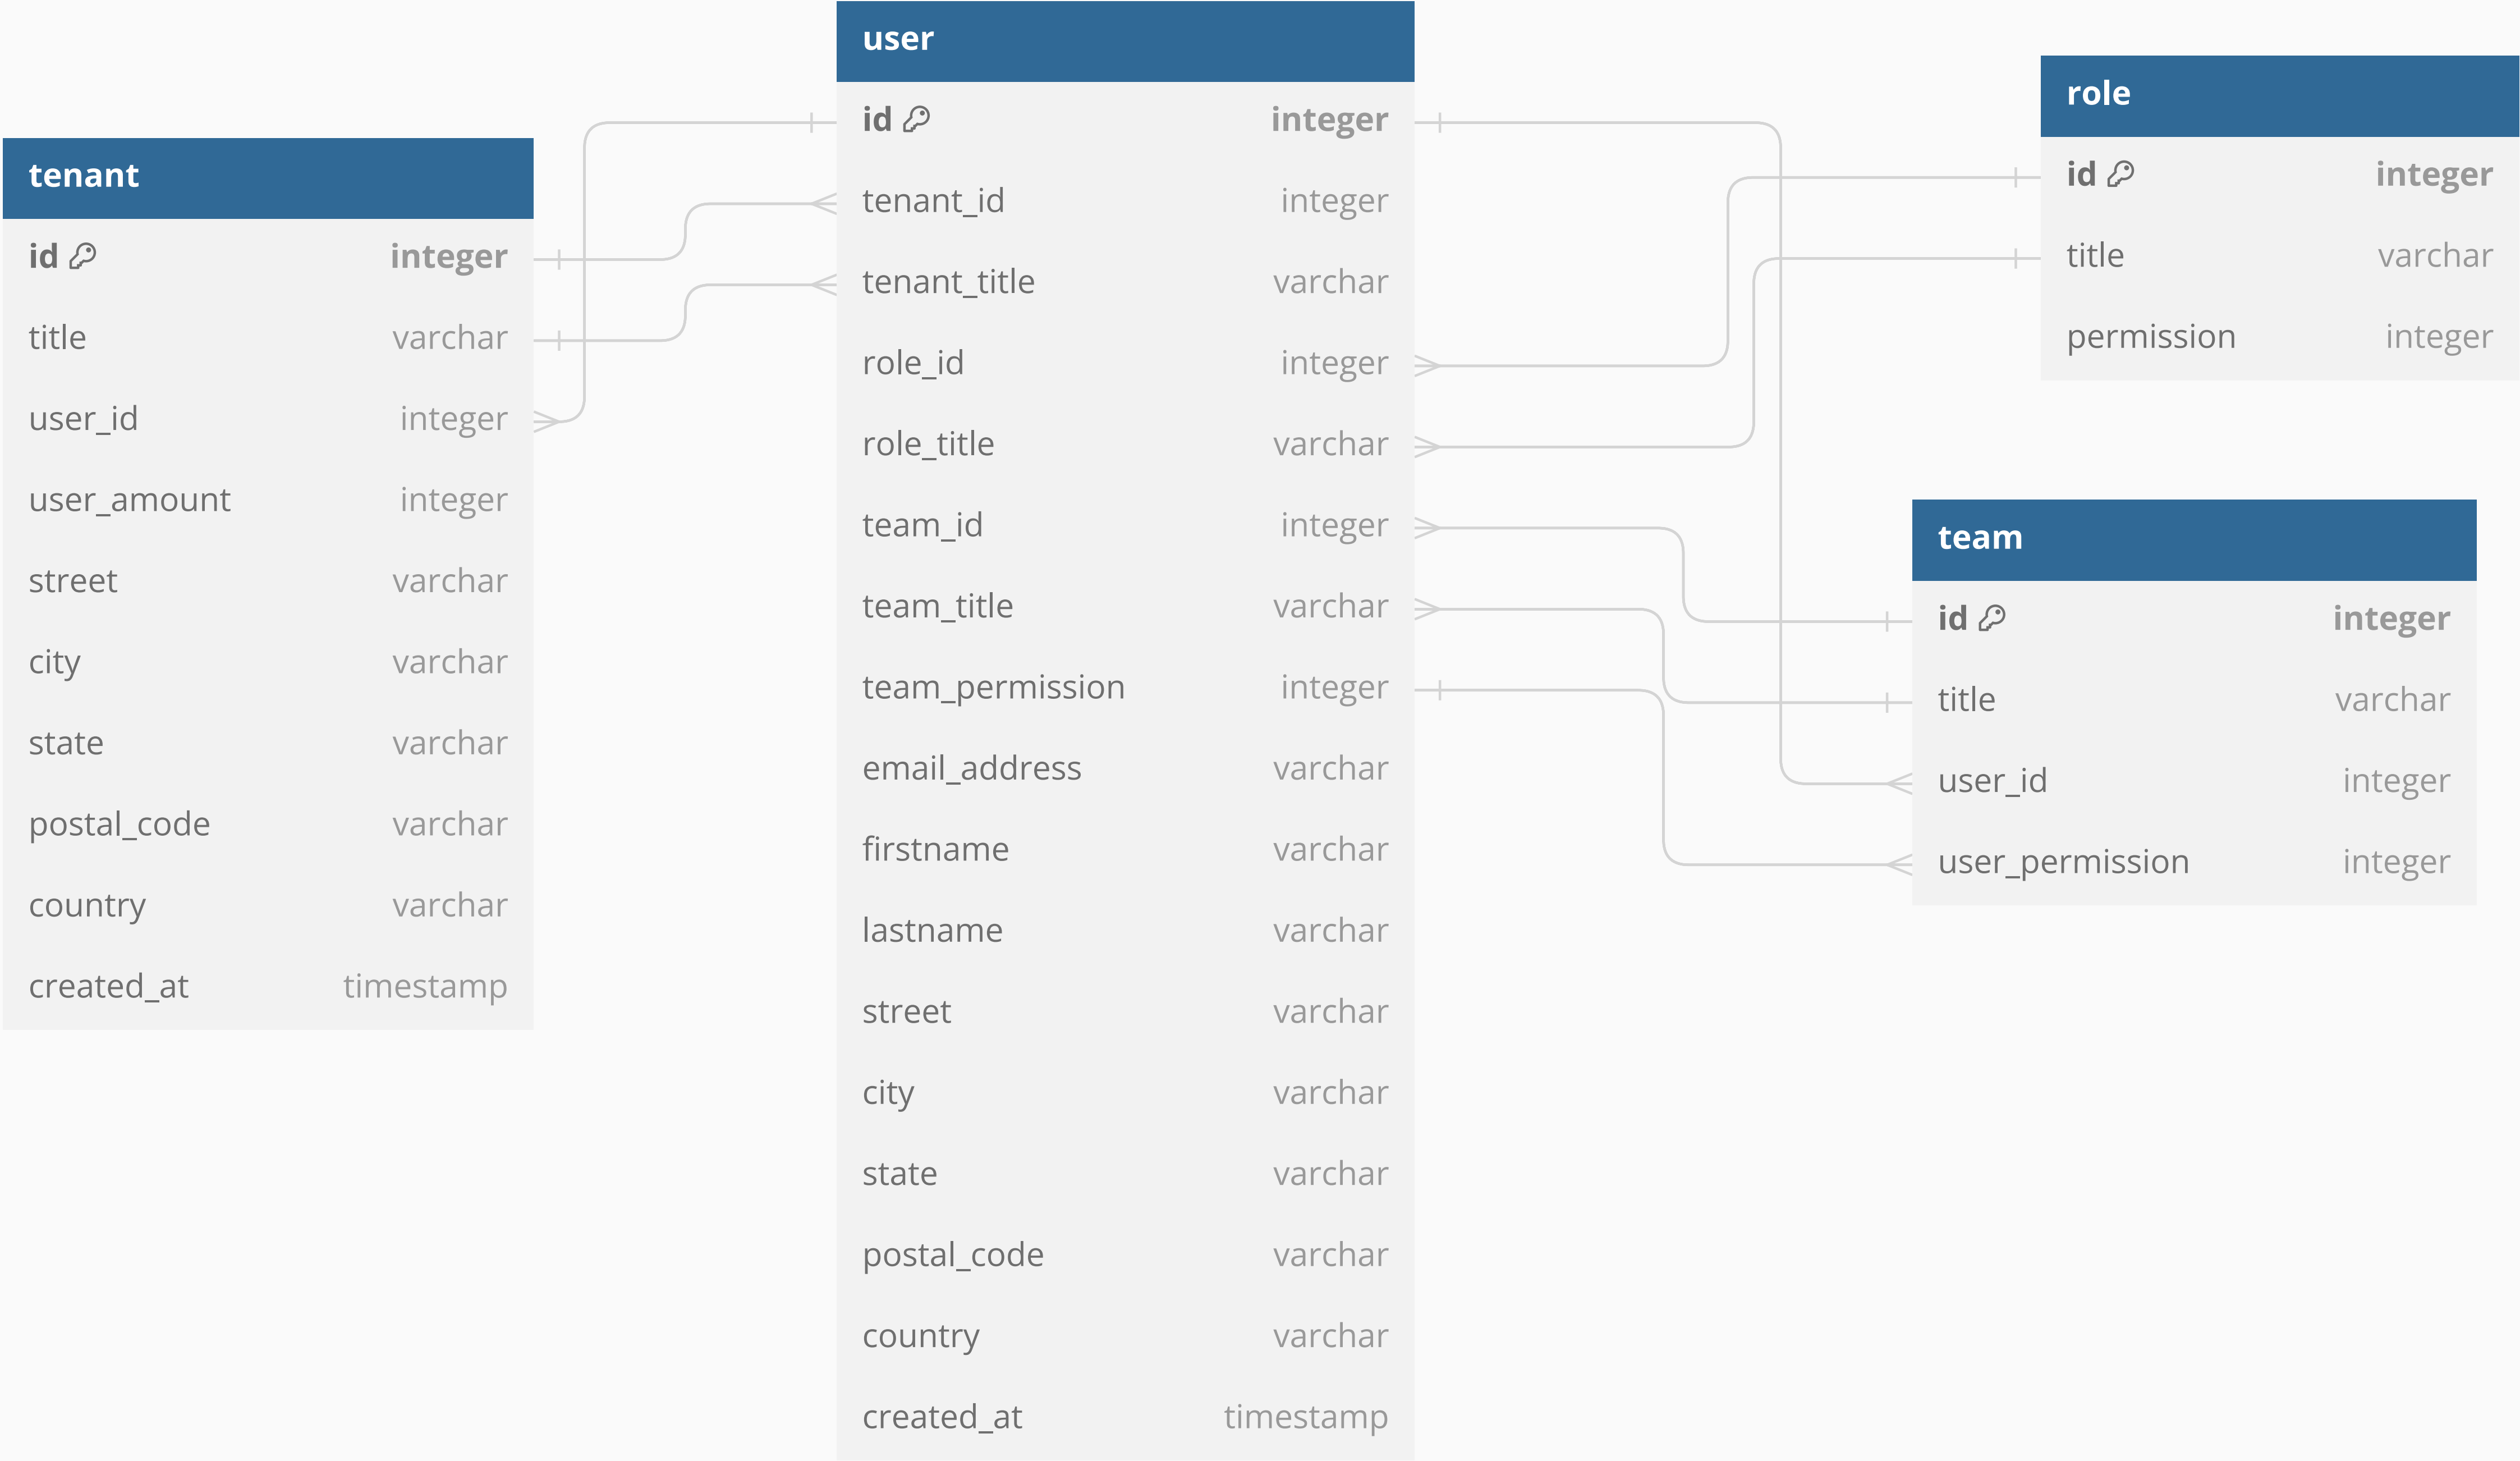 tenant
id integer
title varchar
user_id integer
user_amount integer
street varchar
city varchar
state varchar
postal_code varchar
country varchar
created_at timestamp
user
id integer
tenant_id integer
tenant_title varchar
role_id integer
role_title varchar
team_id integer
team_title varchar
team_permission integer
email_address varchar
firstname varchar
lastname varchar
street varchar
city varchar
state varchar
postal_code varchar
country varchar
created_at timestamp
role
id integer
title varchar
permission integer
team
id integer
title varchar
user_id integer
user_permission integer